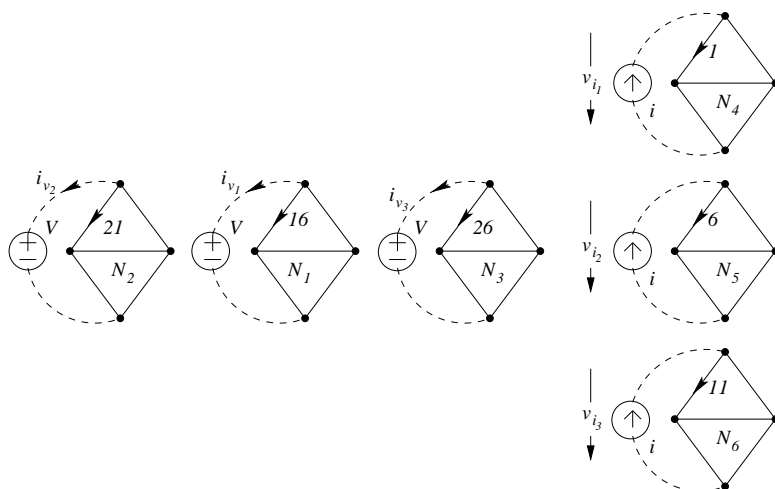 1
v_{i_1}
i
N_4
i_{v_2}
V
+
−
21
N_2
i_{v_1}
V
+
−
16
N_1
i_{v_3}
V
+
−
26
N_3
6
v_{i_2}
i
N_5
11
v_{i_3}
i
N_6